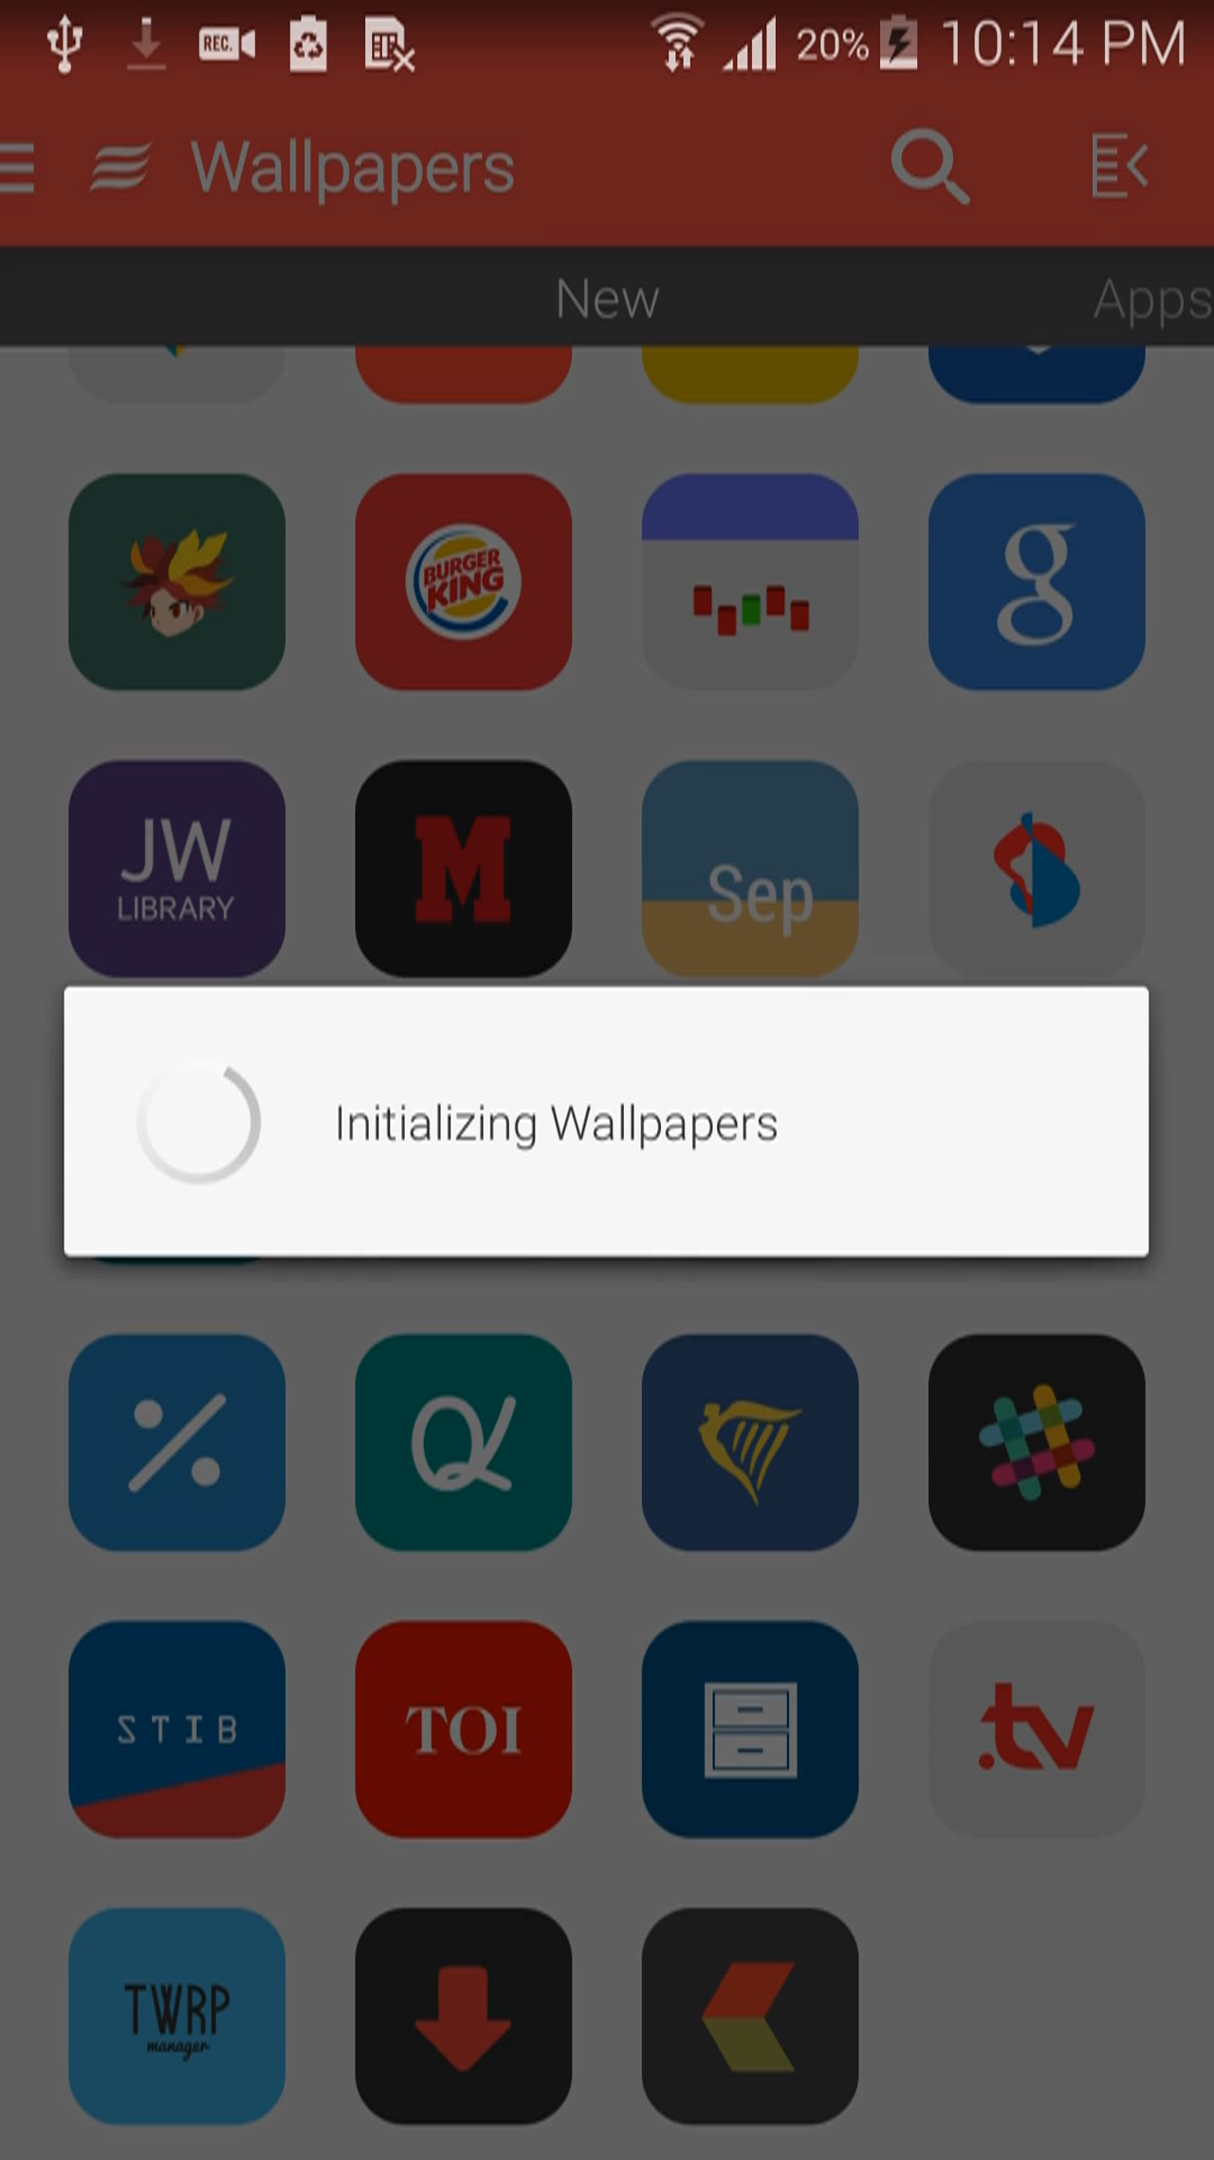 REC. 20% 10:14 PM
Wallpapers
New Apps
BURGER
KING
g
JW
LIBRARY
M
Sep
Initializing Wallpapers
STIB
TOI
.tv
TWRP
manager